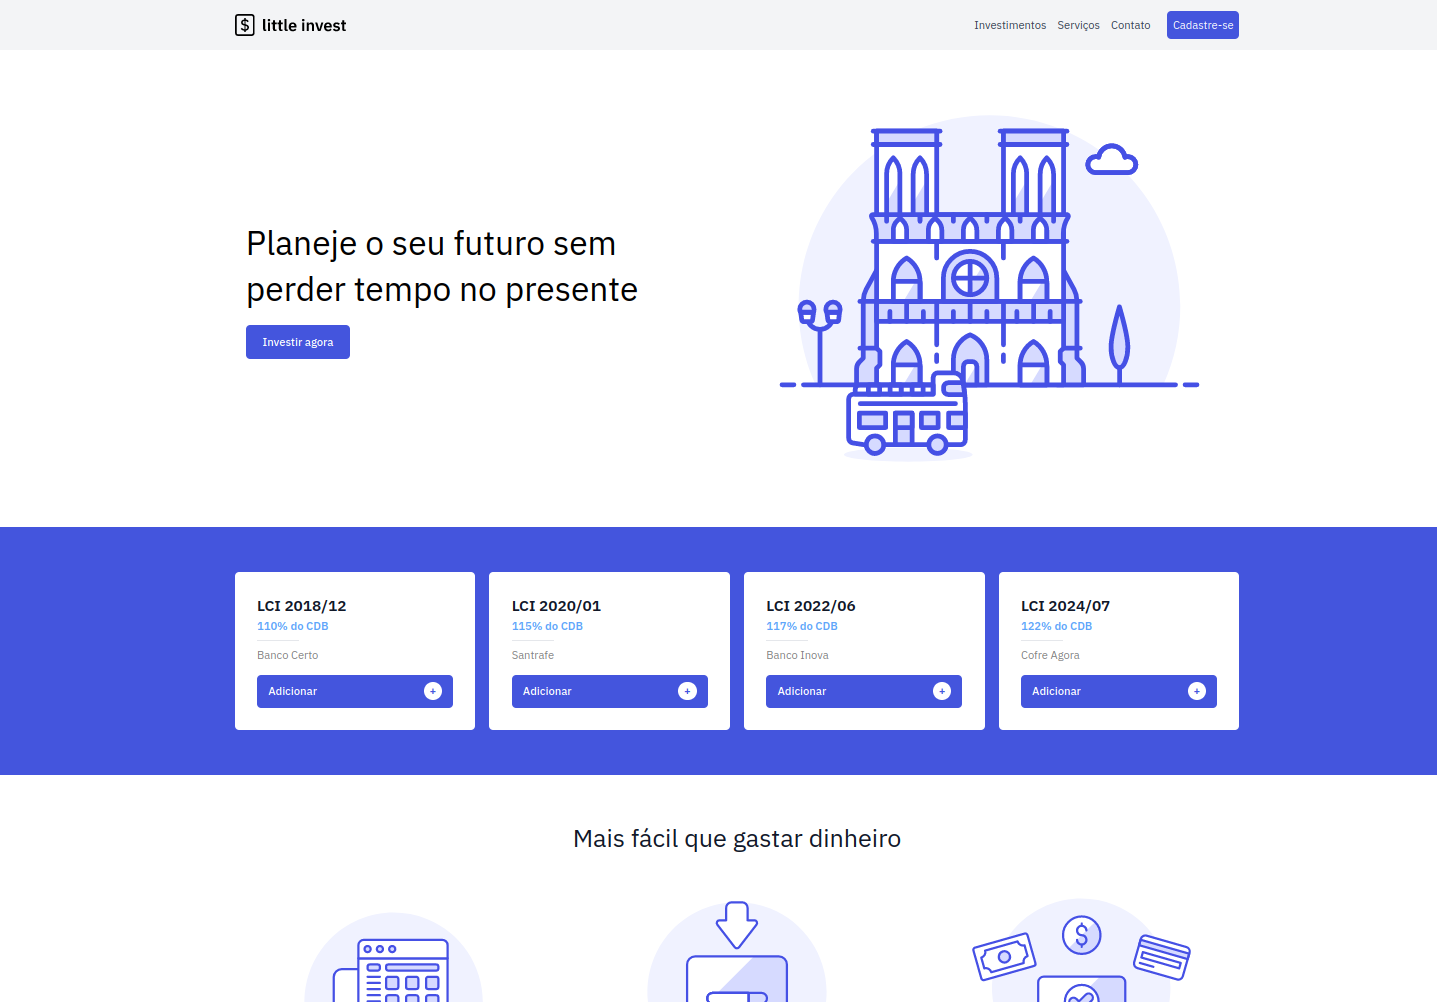 little invest
Investimentos Serviços Contato Cadastre-se
Planeje o seu futuro sem
perder tempo no presente
Investir agora
LCI 2018/12
110% do CDB
Banco Certo
Adicionar +
LCI 2020/01
115% do CDB
Santrafe
Adicionar +
LCI 2022/06
117% do CDB
Banco Inova
Adicionar +
LCI 2024/07
122% do CDB
Cofre Agora
Adicionar +
Mais fácil que gastar dinheiro